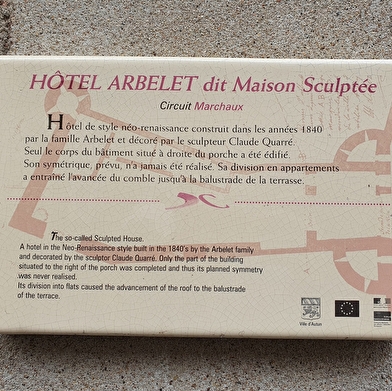 HÔTEL ARBELET dit Maison Sculptée
Circuit Marchaux
Hôtel de style néo-renaissance construit dans les années 1840
par la famille Arbelet et décoré par le sculpteur Claude Quarré.
Seul le corps du bâtiment situé à droite du porche a été édifié.
Son symétrique, prévu, n'a jamais été réalisé. Sa division en appartements
a entraîné l'avancée du comble jusqu'à la balustrade de la terrasse.
The so-called Sculpted House.
A hotel in the Neo-Renaissance style built in the 1840's by the Arbelet family
and decorated by the sculptor Claude Quarré. Only the part of the building
situated to the right of the porch was completed and thus its planned symmetry
was never realised.
Its division into flats caused the advancement of the roof to the balustrade
of the terrace.
Ville d'Autun